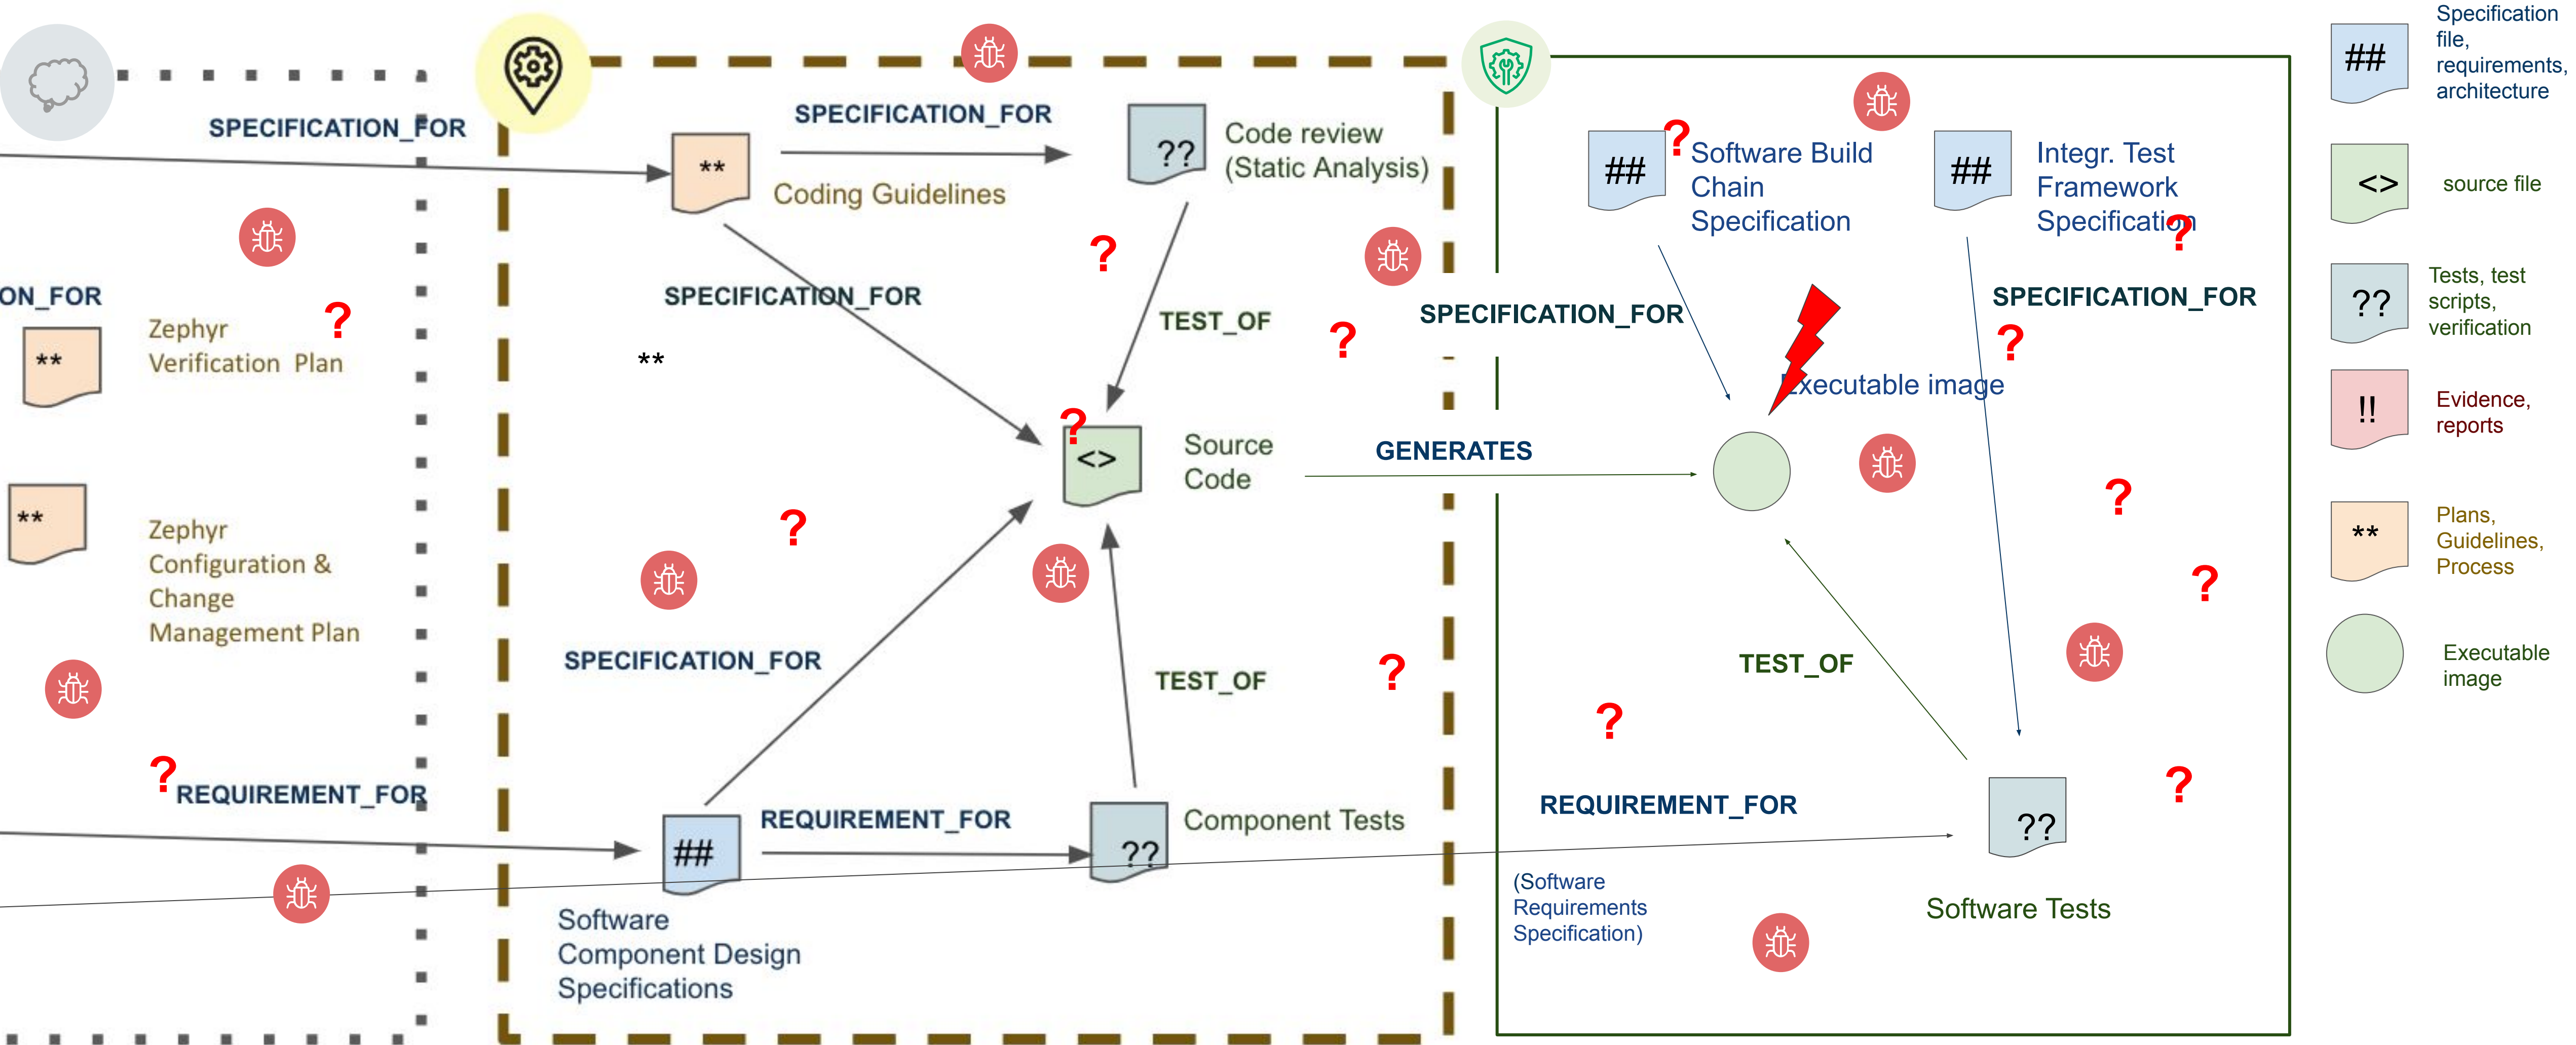 SPECIFICATION_FOR
ON_FOR
**
Zephyr
Verification Plan
?
**
Zephyr
Configuration &
Change
Management Plan
?
REQUIREMENT_FOR
**
Coding Guidelines
SPECIFICATION_FOR
??
Code review
(Static Analysis)
?
SPECIFICATION_FOR
TEST_OF
?
**
?
<>
Source
Code
?
SPECIFICATION_FOR
TEST_OF
?
##
REQUIREMENT_FOR
??
Component Tests
Software
Component Design
Specifications
##
?
Software Build
Chain
Specification
##
Integr. Test
Framework
Specification
?
SPECIFICATION_FOR
SPECIFICATION_FOR
?
Executable image
GENERATES
?
?
TEST_OF
?
REQUIREMENT_FOR
?
??
(Software
Requirements
Specification)
Software Tests
##
Specification
file,
requirements,
architecture
<>
source file
??
Tests, test
scripts,
verification
!!
Evidence,
reports
**
Plans,
Guidelines,
Process
Executable
image